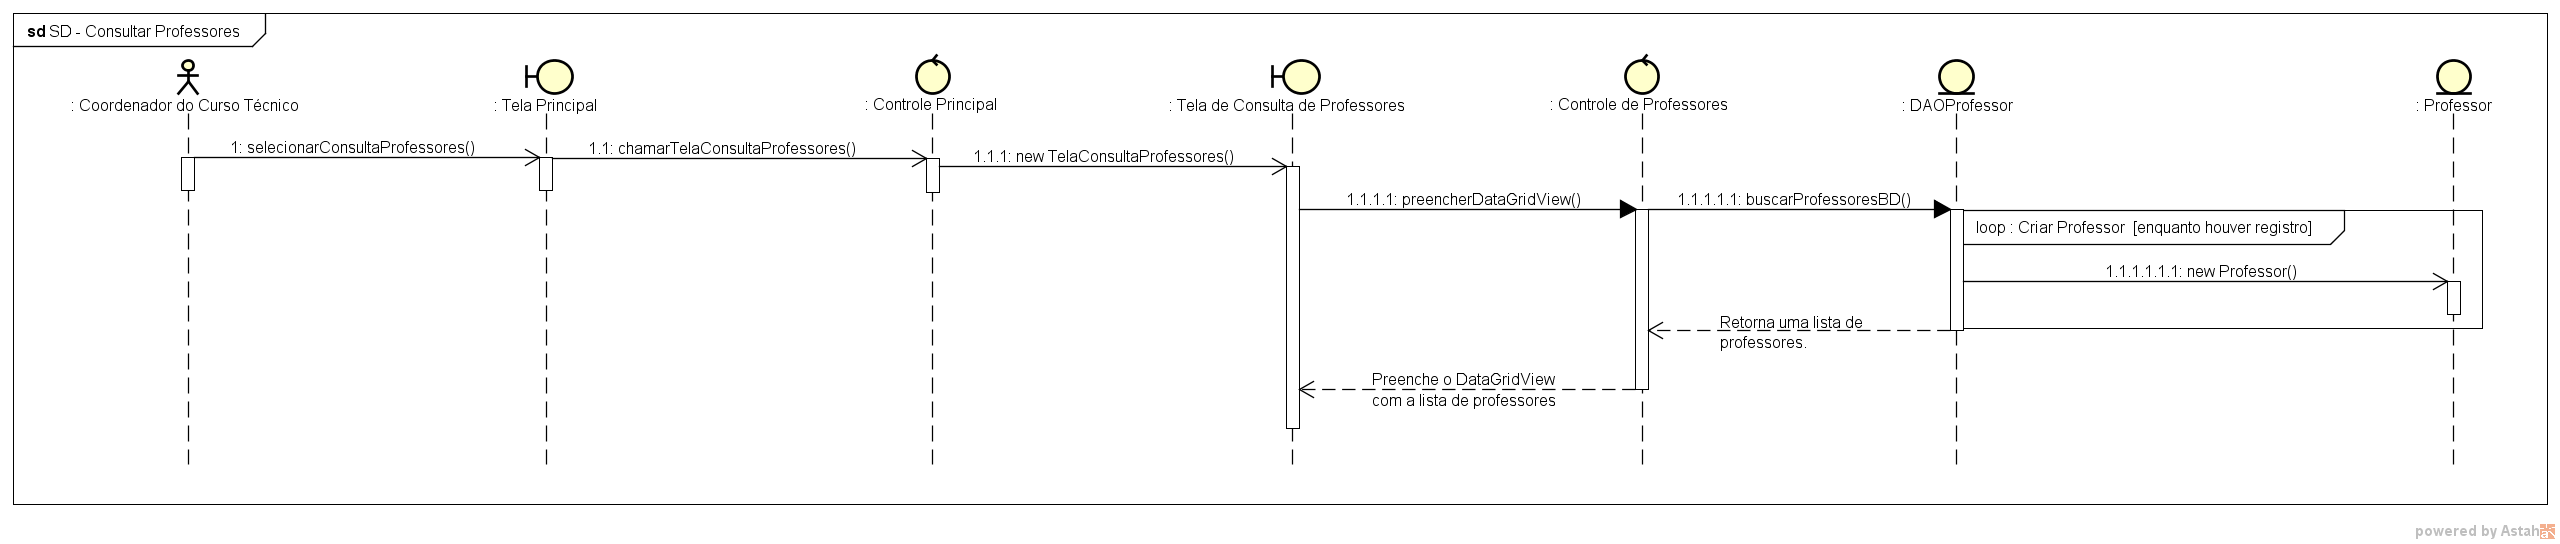 sd SD - Consultar Professores
: Coordenador do Curso Técnico
: Tela Principal
: Controle Principal
: Tela de Consulta de Professores
: Controle de Professores
: DAOProfessor
: Professor
1: selecionarConsultaProfessores()
1.1: chamarTelaConsultaProfessores()
1.1.1: new TelaConsultaProfessores()
1.1.1.1: preencherDataGridView()
1.1.1.1.1: buscarProfessoresBD()
loop : Criar Professor [enquanto houver registro]
1.1.1.1.1.1: new Professor()
Retorna uma lista de
professores.
Preenche o DataGridView
com a lista de professores
powered by Astah